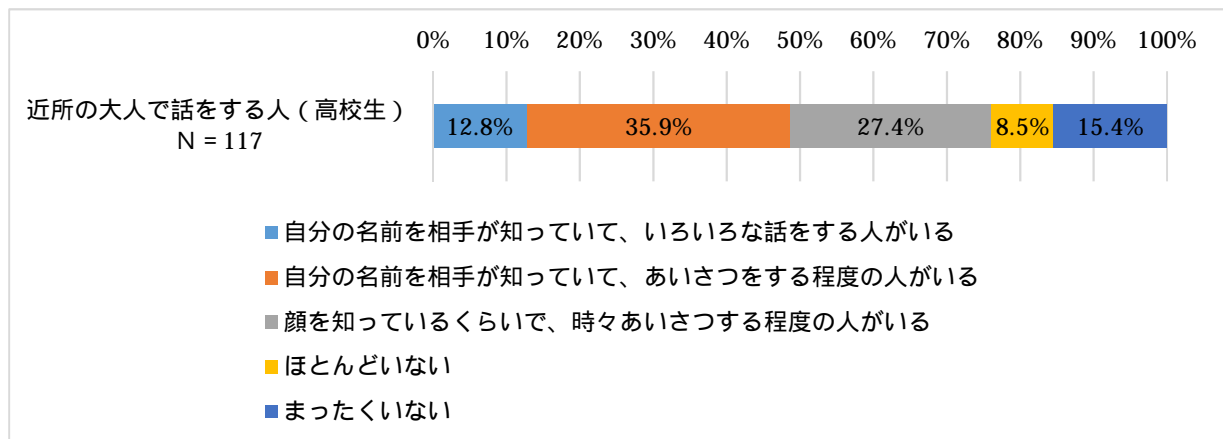 0% 10% 20% 30% 40% 50% 60% 70% 80% 90% 100%
近所の大人で話をする人（高校生）
N = 117
12.8% 35.9% 27.4% 8.5% 15.4%
自分の名前を相手が知っていて、いろいろな話をする人がいる
自分の名前を相手が知っていて、あいさつをする程度の人がいる
顔を知っているくらいで、時々あいさつする程度の人がいる
ほとんどいない
まったくいない